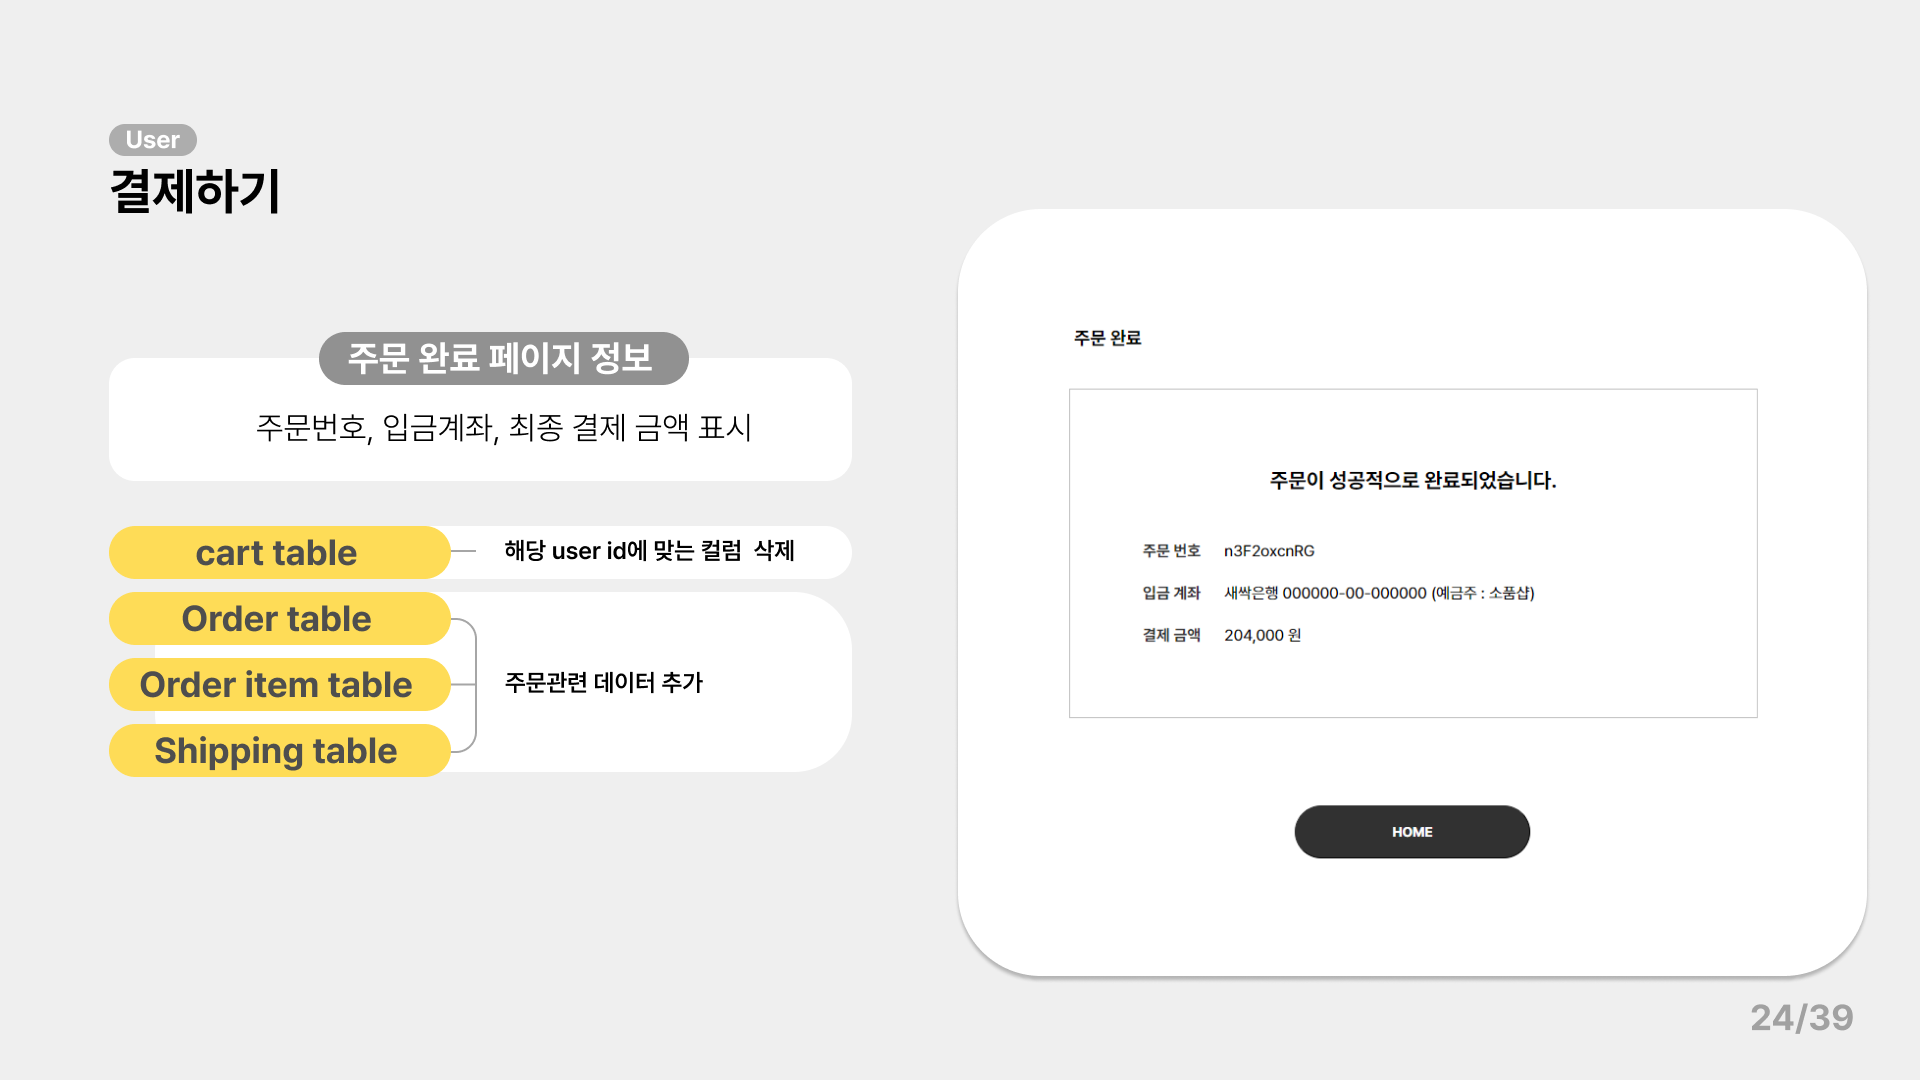 User
결제하기
주문 완료 페이지 정보
주문번호, 입금계좌, 최종 결제 금액 표시
cart table
해당 user id에 맞는 컬럼 삭제
Order table
Order item table
주문관련 데이터 추가
Shipping table
주문 완료
주문이 성공적으로 완료되었습니다.
주문 번호 n3F2oxcnRG
입금 계좌 새싹은행 000000-00-000000 (예금주 : 소품샵)
결제 금액 204,000 원
HOME
24/39